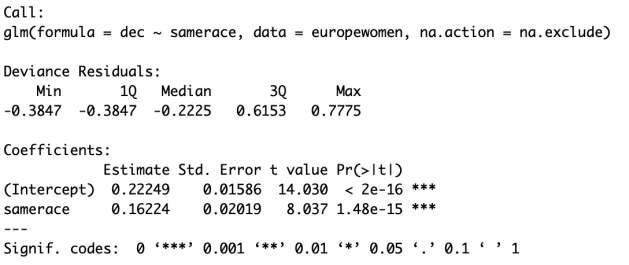 Call:
glm(formula = dec ~ samerace, data = europewomen, na.action = na.exclude)
Deviance Residuals:
Min 1Q Median 3Q Max
-0.3847 -0.3847 -0.2225 0.6153 0.7775
Coefficients:
Estimate Std. Error t value Pr(>|t|)
(Intercept) 0.22249 0.01586 14.030 < 2e-16 ***
samerace 0.16224 0.02019 8.037 1.48e-15 ***
---
Signif. codes: 0 ‘***’ 0.001 ‘**’ 0.01 ‘*’ 0.05 ‘.’ 0.1 ‘ ’ 1